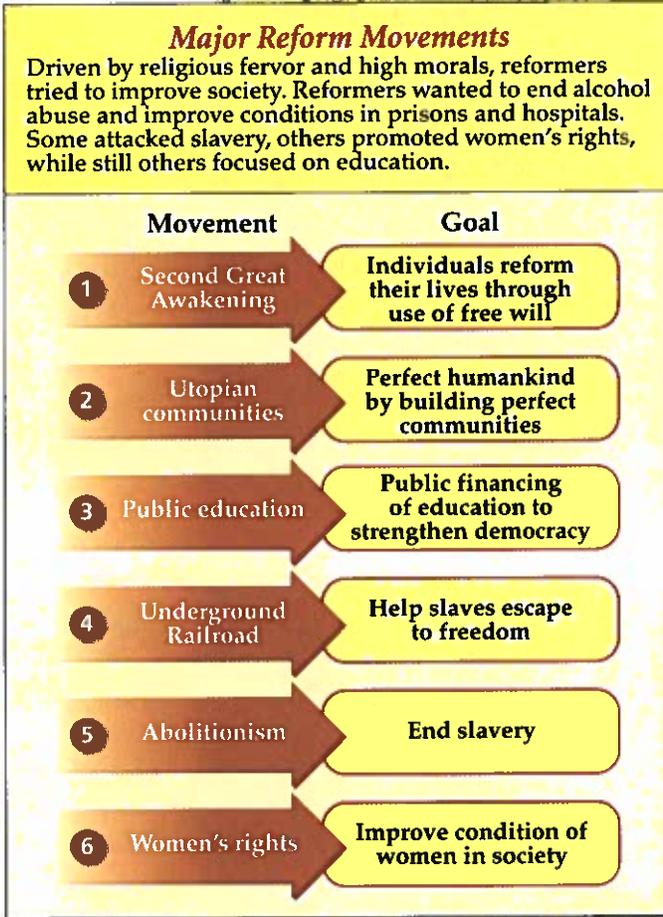 Major Reform Movements
Driven by religious fervor and high morals, reformers
tried to improve society. Reformers wanted to end alcohol
abuse and improve conditions in prisons and hospitals.
Some attacked slavery, others promoted women's rights,
while still others focused on education.
Movement
Goal
1
Second Great
Awakening
Individuals reform
their lives through
use of free will
2
Utopian
communities
Perfect humankind
by building perfect
communities
3
Public education
Public financing
of education to
strengthen democracy
4
Underground
Railroad
Help slaves escape
to freedom
5
Abolitionism
End slavery
6
Women's rights
Improve condition of
women in society